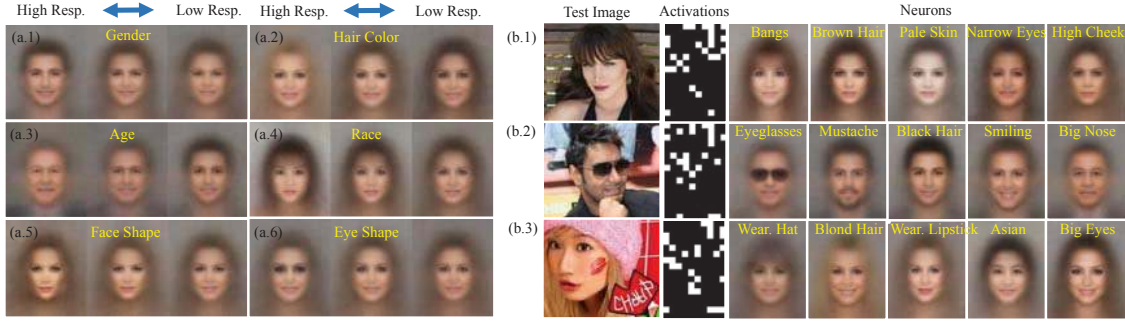 High Resp. Low Resp. High Resp. Low Resp.
(a.1) Gender (a.2) Hair Color
(a.3) Age (a.4) Race
(a.5) Face Shape (a.6) Eye Shape
Test Image Activations Neurons
(b.1) Bangs Brown Hair Pale Skin Narrow Eyes High Cheek.
(b.2) Eyeglasses Mustache Black Hair Smiling Big Nose
(b.3) Wear. Hat Blond Hair Wear. Lipstick Asian Big Eyes
CHEAP